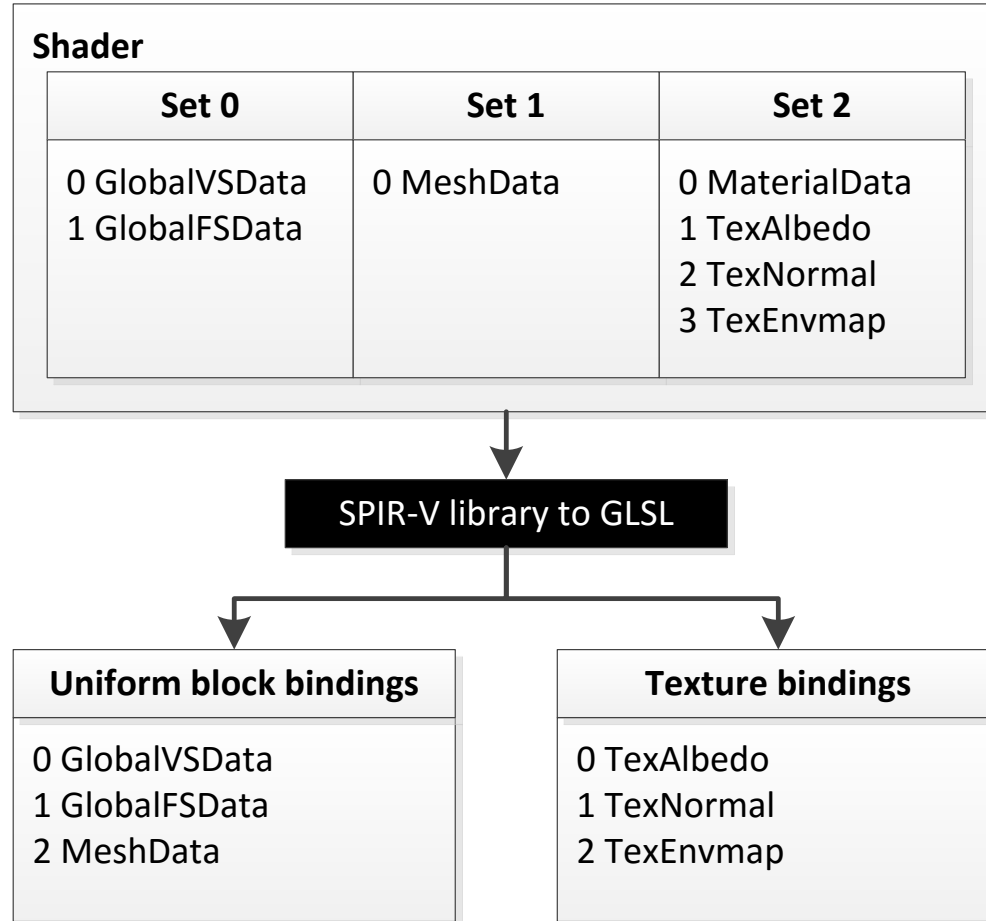 Shader
Set 0 Set 1 Set 2
0 GlobalVSData 0 MeshData 0 MaterialData
1 GlobalFSData 1 TexAlbedo
2 TexNormal
3 TexEnvmap
SPIR-V library to GLSL
Uniform block bindings Texture bindings
0 GlobalVSData 0 TexAlbedo
1 GlobalFSData 1 TexNormal
2 MeshData 2 TexEnvmap